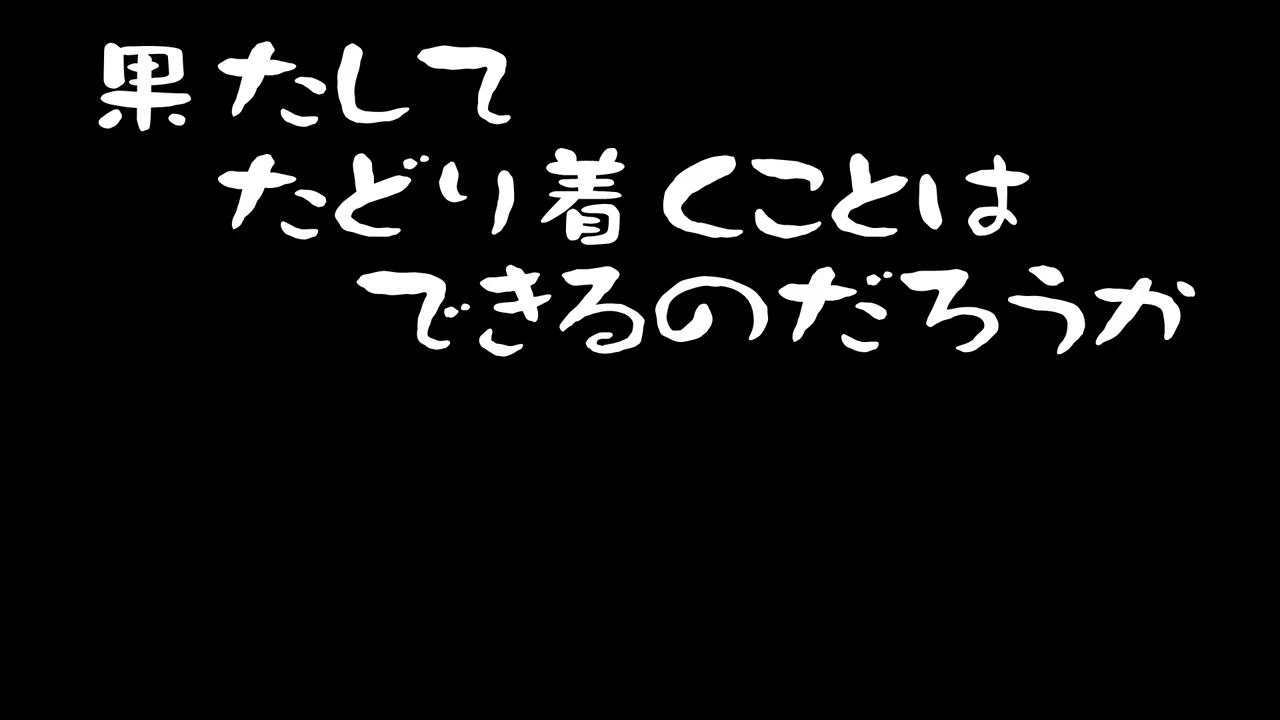 果たして
たどり着くことは
できるのだろうか